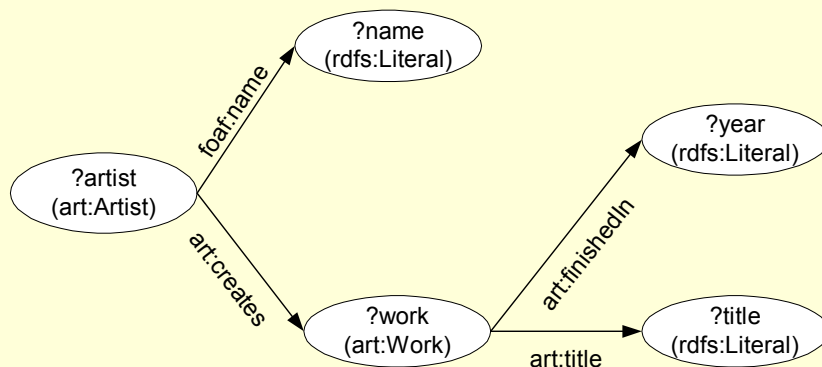 ?name
(rdfs:Literal)
foaf:name
?artist
(art:Artist)
art:creates
?year
(rdfs:Literal)
art:finishedIn
?work
(art:Work)
art:title
?title
(rdfs:Literal)